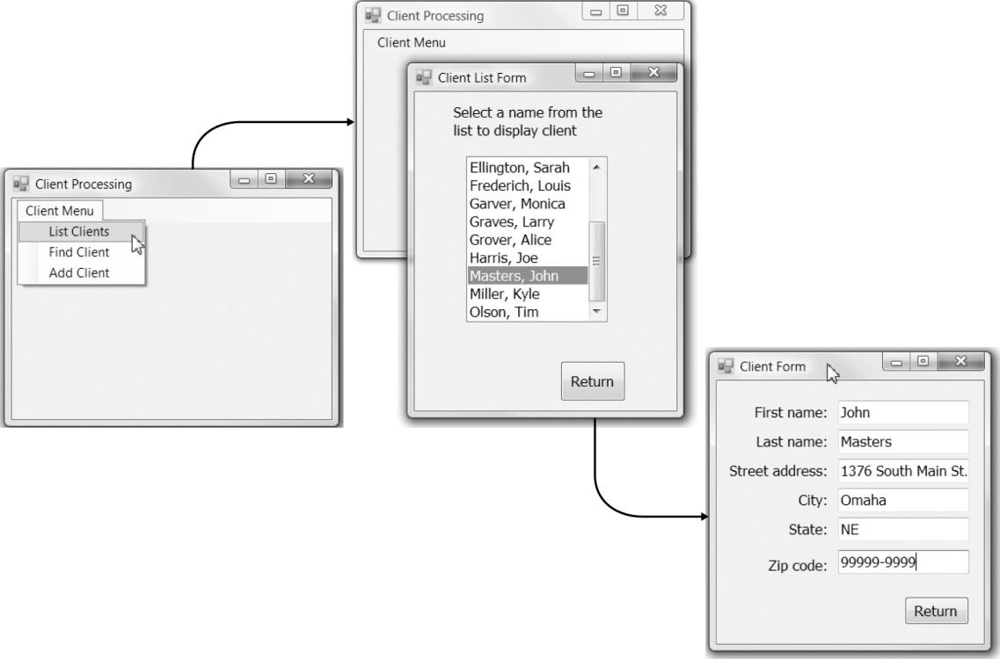 Client Processing
Client Menu
List Clients
Find Client
Add Client
Client Processing
Client Menu
Client List Form
Select a name from the
list to display client
Ellington, Sarah
Frederich, Louis
Garver, Monica
Graves, Larry
Grover, Alice
Harris, Joe
Masters, John
Miller, Kyle
Olson, Tim
Return
Client Form
First name: John
Last name: Masters
Street address: 1376 South Main St.
City: Omaha
State: NE
Zip code: 99999-9999
Return